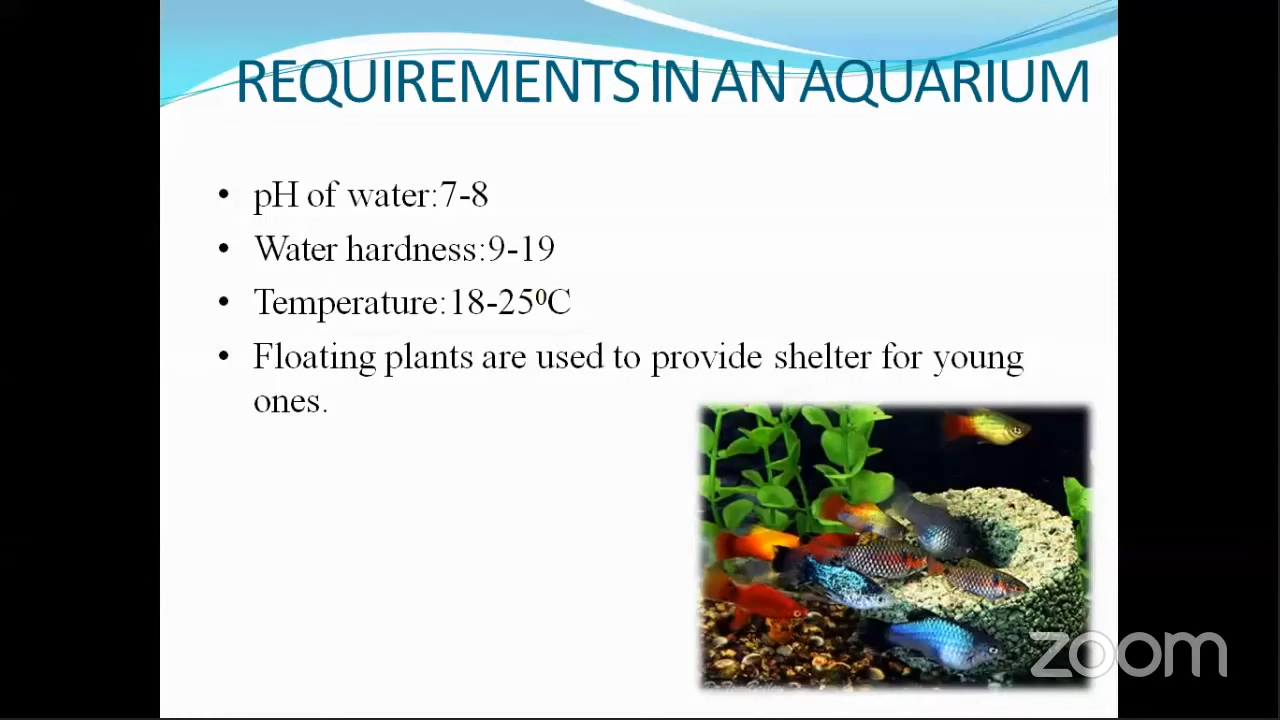 REQUIREMENTS IN AN AQUARIUM
• pH of water:7-8
• Water hardness:9-19
• Temperature:18-25⁰C
• Floating plants are used to provide shelter for young
ones.
zoom